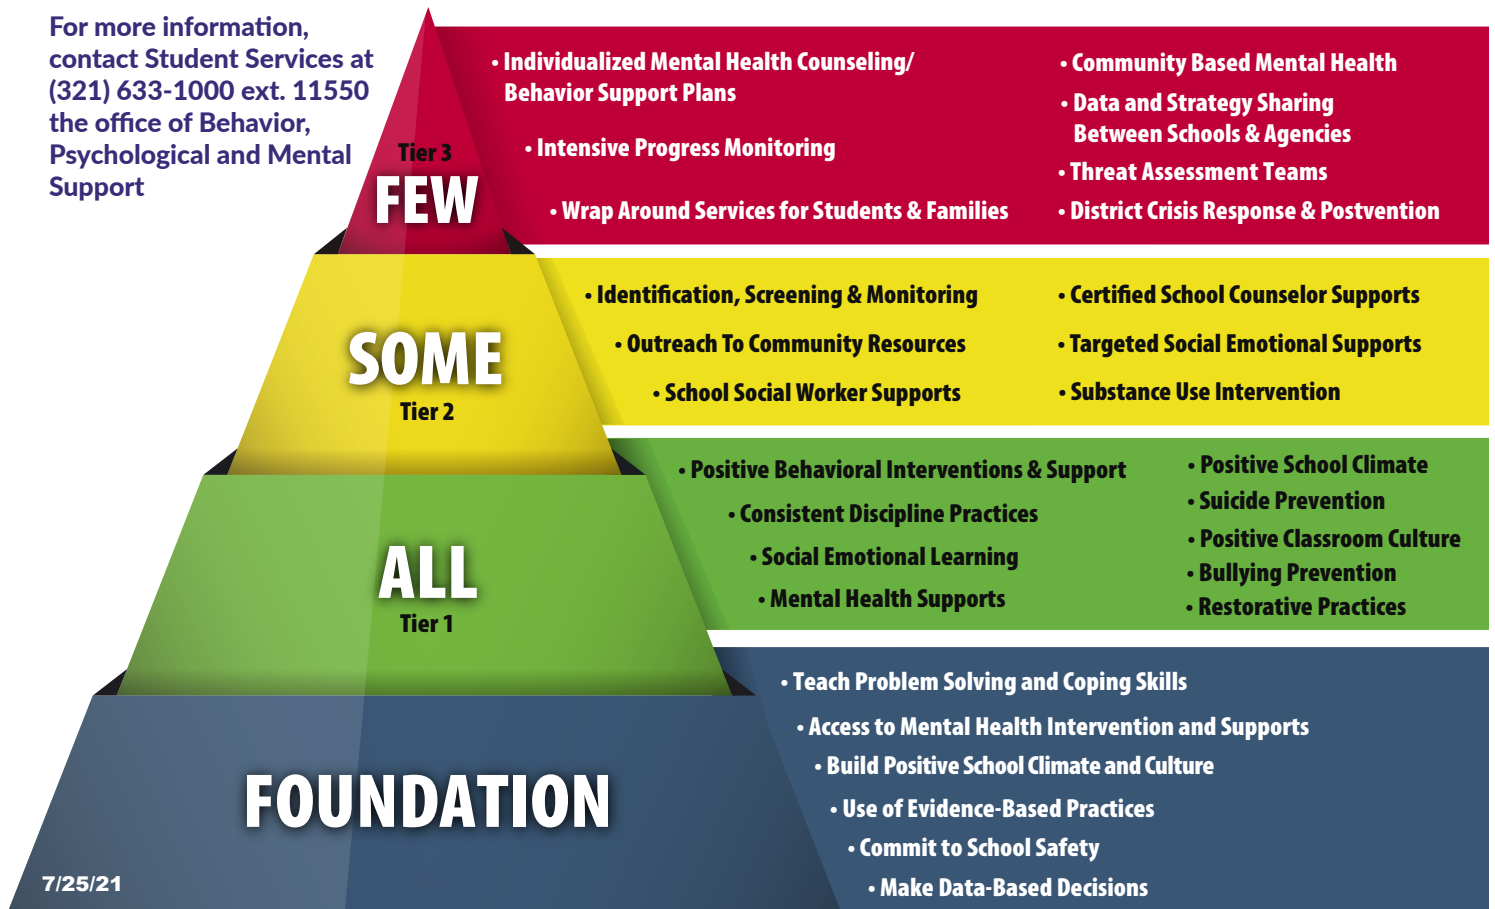 For more information,
contact Student Services at
(321) 633-1000 ext. 11550
the office of Behavior,
Psychological and Mental
Support
Tier 3
FEW
• Individualized Mental Health Counseling/
Behavior Support Plans
• Intensive Progress Monitoring
• Wrap Around Services for Students & Families
• Community Based Mental Health
• Data and Strategy Sharing
Between Schools & Agencies
• Threat Assessment Teams
• District Crisis Response & Postvention
SOME
Tier 2
• Identification, Screening & Monitoring
• Outreach To Community Resources
• School Social Worker Supports
• Certified School Counselor Supports
• Targeted Social Emotional Supports
• Substance Use Intervention
ALL
Tier 1
• Positive Behavioral Interventions & Support
• Consistent Discipline Practices
• Social Emotional Learning
• Mental Health Supports
• Positive School Climate
• Suicide Prevention
• Positive Classroom Culture
• Bullying Prevention
• Restorative Practices
FOUNDATION
• Teach Problem Solving and Coping Skills
• Access to Mental Health Intervention and Supports
• Build Positive School Climate and Culture
• Use of Evidence-Based Practices
• Commit to School Safety
• Make Data-Based Decisions
7/25/21